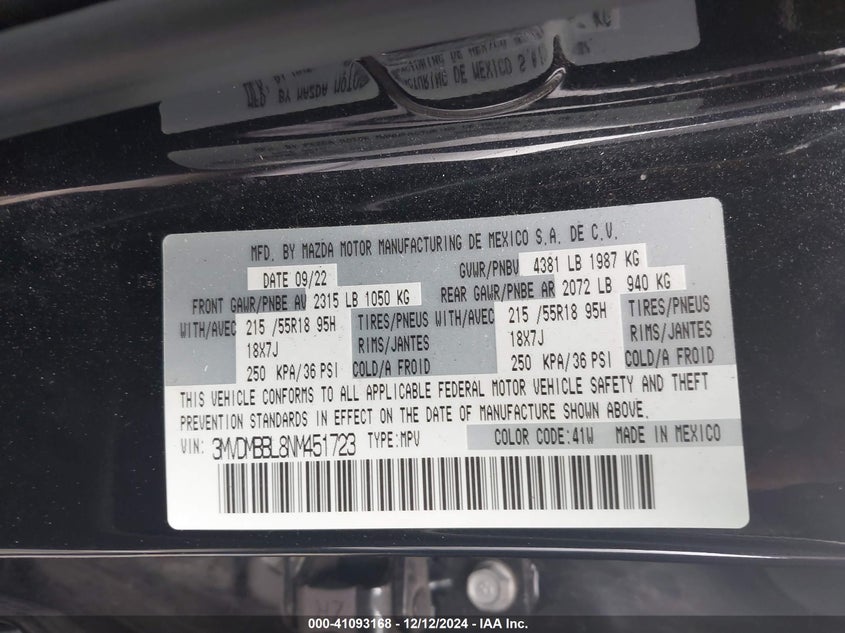 MFD. BY MAZDA MOTOR MANUFACTURING DE MEXICO S.A. DE C.V.
DATE 09/22 GVWR/PNBV 4381 LB 1987 KG
FRONT GAWR/PNBE AV 2315 LB 1050 KG REAR GAWR/PNBE AR 2072 LB 940 KG
WITH/AVEC 215 /55R18 95H TIRES/PNEUS WITH/AVEC 215 /55R18 95H TIRES/PNEUS
18X7J RIMS/JANTES 18X7J RIMS/JANTES
250 KPA/36 PSI COLD/A FROID 250 KPA/36 PSI COLD/A FROID
THIS VEHICLE CONFORMS TO ALL APPLICABLE FEDERAL MOTOR VEHICLE SAFETY AND THEFT
PREVENTION STANDARDS IN EFFECT ON THE DATE OF MANUFACTURE SHOWN ABOVE.
VIN: 3MVDMBBL8NM451723 TYPE:MPV COLOR CODE:41W MADE IN MEXICO
000-41093168 - 12/12/2024 - IAA Inc.